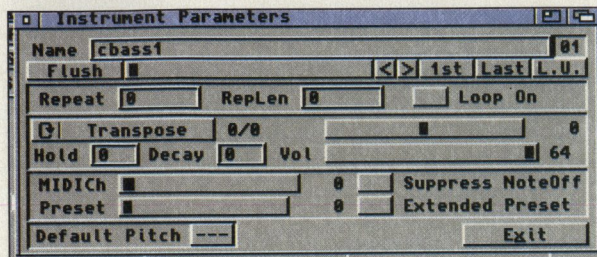 Instrument Parameters
Name cbass1 01
Flush < > 1st Last L.U.
Repeat 0 RepLen 0 Loop On
Transpose 0/0 0
Hold 0 Decay 0 Vol 64
MIDICh 0 Suppress NoteOff
Preset 0 Extended Preset
Default Pitch --- Exit